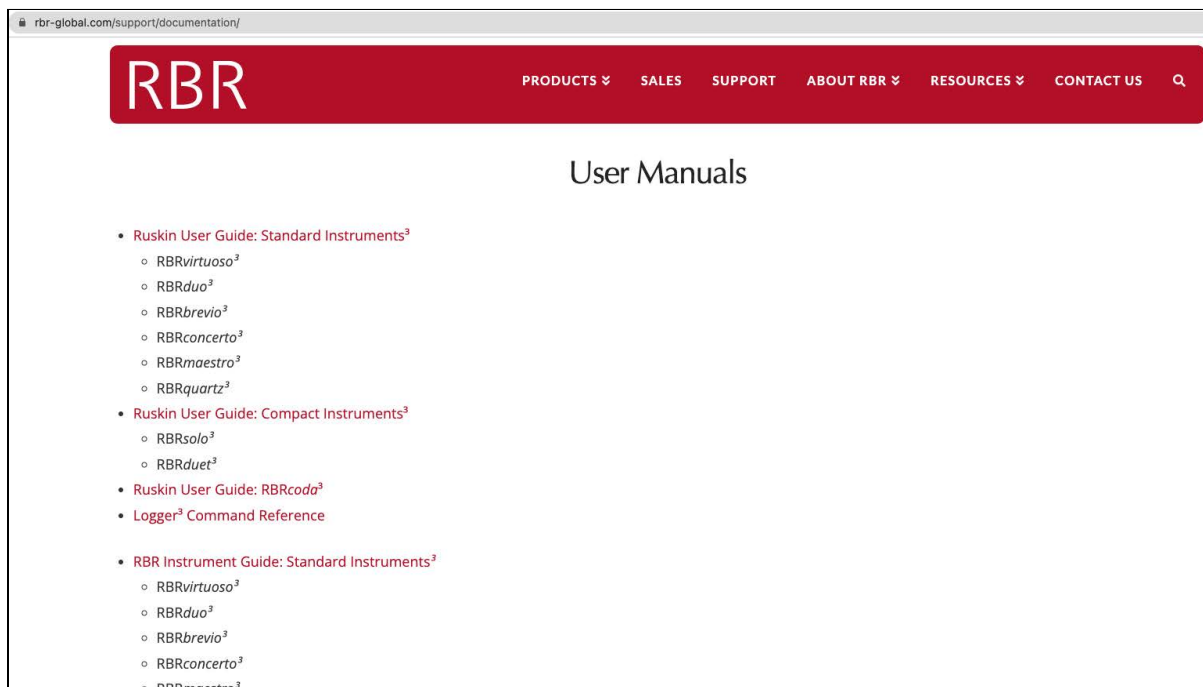 rbr-global.com/support/documentation/
RBR PRODUCTS SALES SUPPORT ABOUT RBR RESOURCES CONTACT US
User Manuals
Ruskin User Guide: Standard Instruments³
RBRvirtuoso³
RBRduo³
RBRbrevio³
RBRconcerto³
RBRmaestro³
RBRquartz³
Ruskin User Guide: Compact Instruments³
RBRsolo³
RBRduet³
Ruskin User Guide: RBRcoda³
Logger³ Command Reference
RBR Instrument Guide: Standard Instruments³
RBRvirtuoso³
RBRduo³
RBRbrevio³
RBRconcerto³